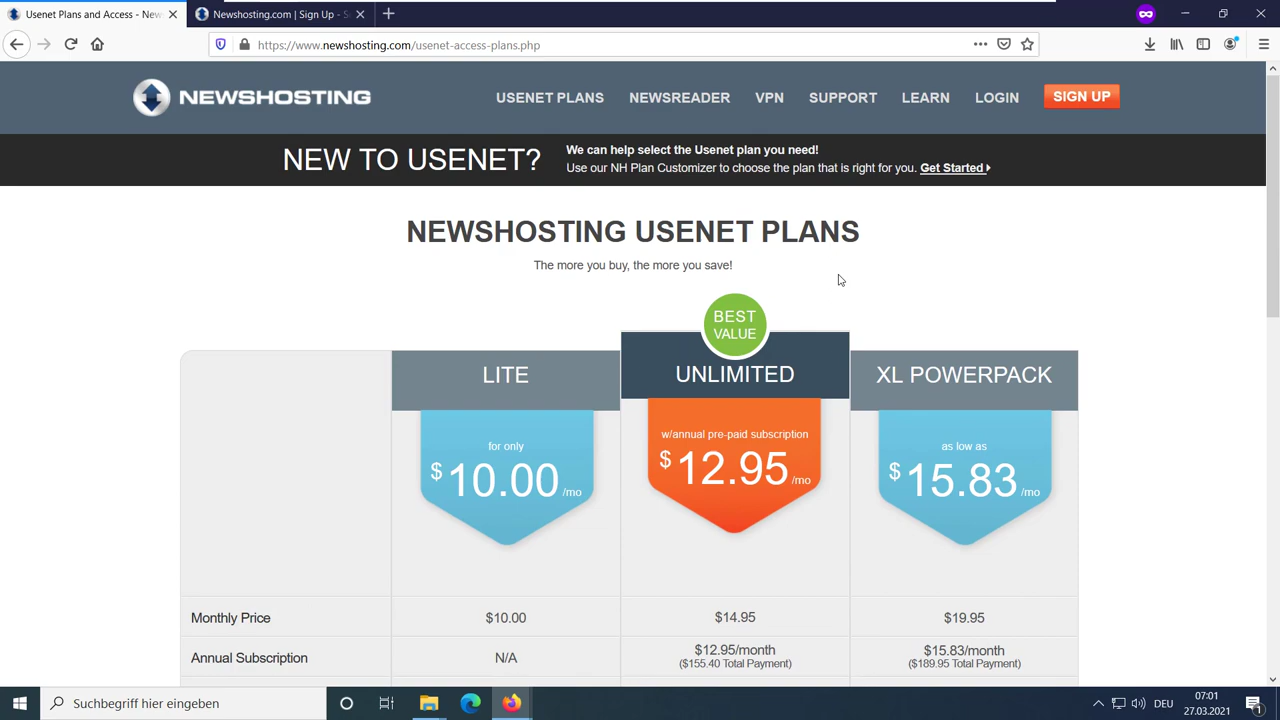 Usenet Plans and Access - New
Newshosting.com | Sign Up - S
https://www.newshosting.com/usenet-access-plans.php
NEWSHOSTING
USENET PLANS
NEWSREADER
VPN
SUPPORT
LEARN
LOGIN
SIGN UP
NEW TO USENET?
We can help select the Usenet plan you need!
Use our NH Plan Customizer to choose the plan that is right for you. Get Started
NEWSHOSTING USENET PLANS
The more you buy, the more you save!
BEST
VALUE
LITE
UNLIMITED
XL POWERPACK
for only
$10.00/mo
w/annual pre-paid subscription
$12.95/mo
as low as
$15.83/mo
Monthly Price
$10.00
$14.95
$19.95
Annual Subscription
N/A
$12.95/month
($155.40 Total Payment)
$15.83/month
($189.95 Total Payment)
Suchbegriff hier eingeben
DEU
07:01
27.03.2021
1